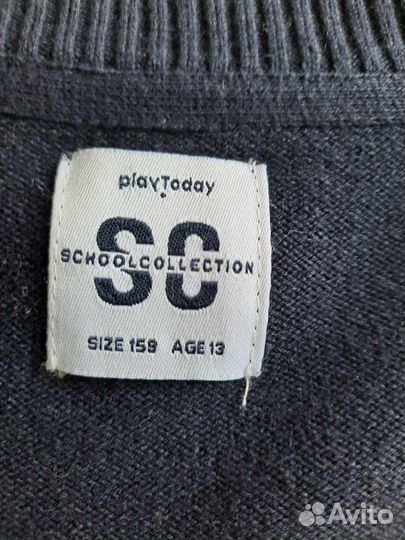 playToday
SC
SCHOOLCOLLECTION
SIZE 158 AGE 13
Avito